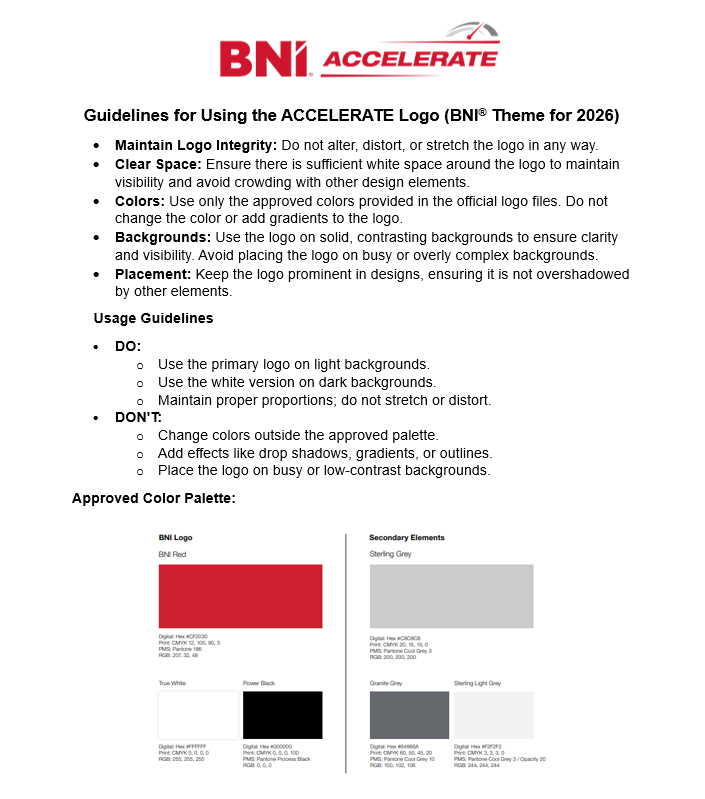 BNI® ACCELERATE
Guidelines for Using the ACCELERATE Logo (BNI® Theme for 2026)
• Maintain Logo Integrity: Do not alter, distort, or stretch the logo in any way.
• Clear Space: Ensure there is sufficient white space around the logo to maintain
visibility and avoid crowding with other design elements.
• Colors: Use only the approved colors provided in the official logo files. Do not
change the color or add gradients to the logo.
• Backgrounds: Use the logo on solid, contrasting backgrounds to ensure clarity
and visibility. Avoid placing the logo on busy or overly complex backgrounds.
• Placement: Keep the logo prominent in designs, ensuring it is not overshadowed
by other elements.
Usage Guidelines
• DO:
o Use the primary logo on light backgrounds.
o Use the white version on dark backgrounds.
o Maintain proper proportions; do not stretch or distort.
• DON'T:
o Change colors outside the approved palette.
o Add effects like drop shadows, gradients, or outlines.
o Place the logo on busy or low-contrast backgrounds.
Approved Color Palette:
BNI Logo
BNI Red
Digital: Hex #CF2030
Print: CMYK 12, 100, 90, 3
PMS: Pantone 186
RGB: 207, 32, 48
True White
Digital: Hex #FFFFFF
Print: CMYK 0, 0, 0, 0
RGB: 255, 255, 255
Power Black
Digital: Hex #000000
Print: CMYK 0, 0, 0, 100
PMS: Pantone Process Black
RGB: 0, 0, 0
Secondary Elements
Sterling Grey
Digital: Hex #C8C8C8
Print: CMYK 20, 15, 15, 0
PMS: Pantone Cool Grey 3
RGB: 200, 200, 200
Granite Grey
Digital: Hex #64666A
Print: CMYK 60, 50, 45, 20
PMS: Pantone Cool Grey 10
RGB: 100, 102, 106
Sterling Light Grey
Digital: Hex #F2F2F2
Print: CMYK 3, 3, 3, 0
PMS: Pantone Cool Grey 3 / Opacity 20
RGB: 244, 244, 244